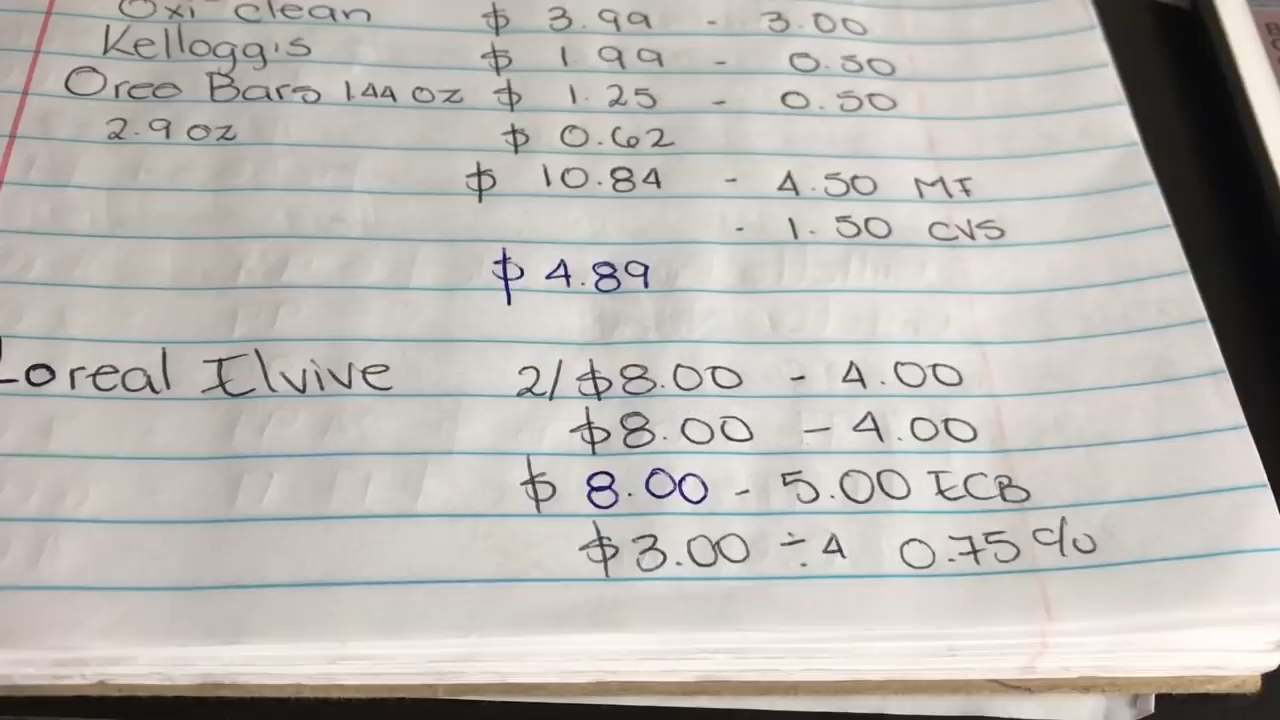 Oxi clean $ 3.99 - 3.00
Kellogg's $ 1.99 - 0.50
Oreo Bars 1.44 oz $ 1.25 - 0.50
2.9 oz $ 0.62
$ 10.84 - 4.50 MF
- 1.50 CVS
$ 4.89
Loreal Elvive 2/$8.00 - 4.00
$8.00 - 4.00
$ 8.00 - 5.00 ECB
$3.00 ÷4 0.75 c/u